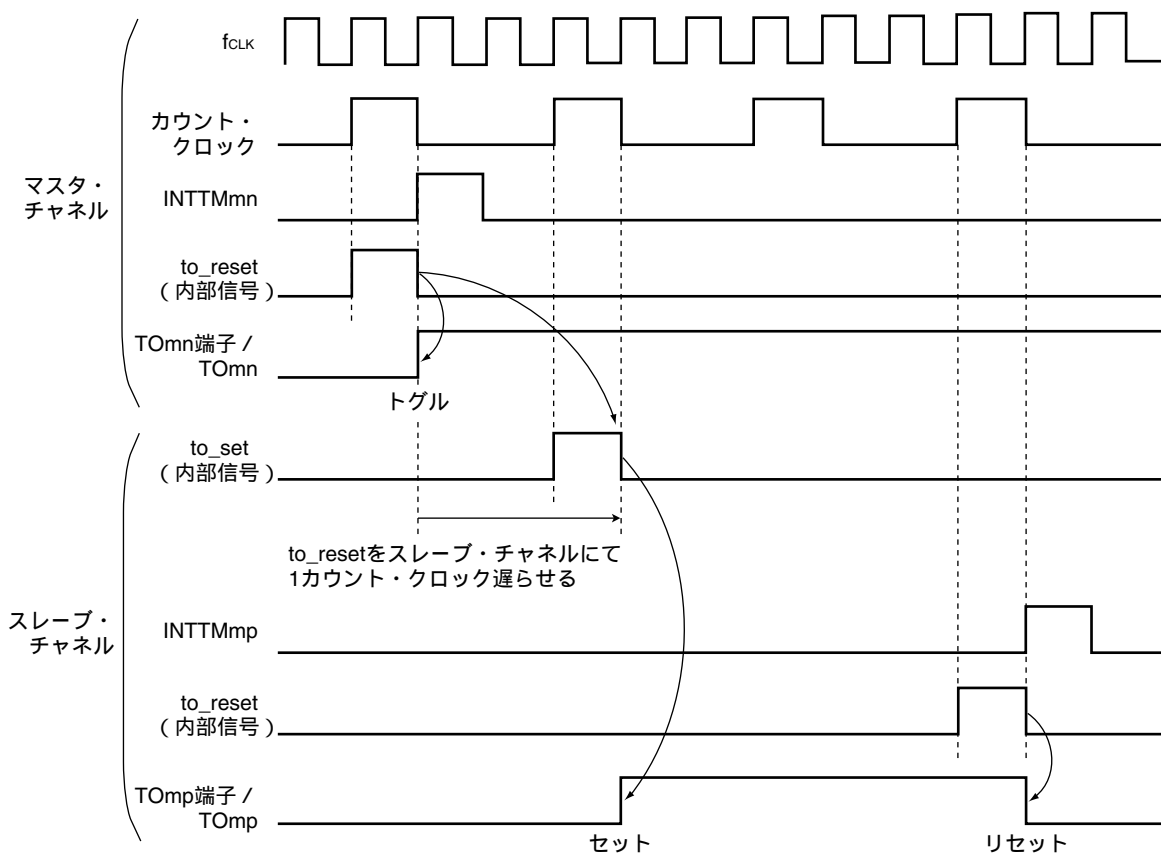 fCLK
カウント・
クロック
マスタ・
チャネル
INTTMmn
to_reset
（内部信号）
TOmn端子 /
TOmn
トグル
to_set
（内部信号）
to_resetをスレーブ・チャネルにて
1カウント・クロック遅らせる
スレーブ・
チャネル
INTTMmp
to_reset
（内部信号）
TOmp端子 /
TOmp
セット
リセット